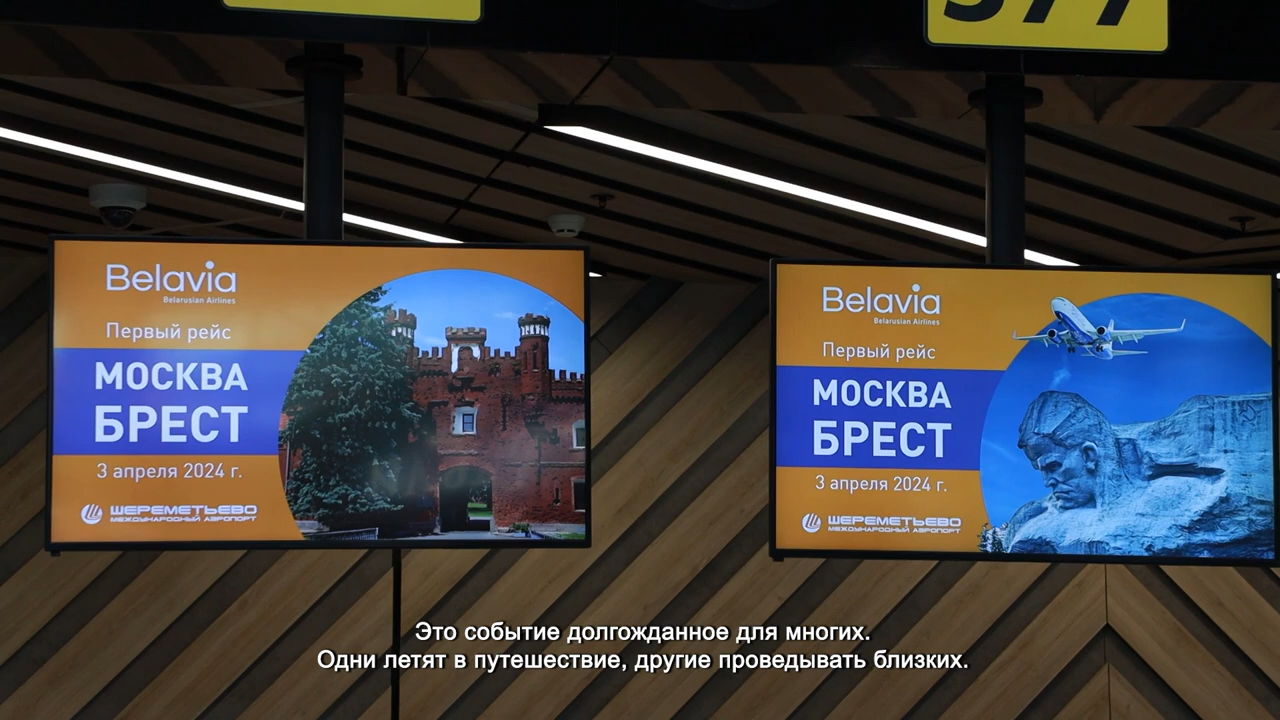 377
Belavia
Belarusian Airlines
Первый рейс
МОСКВА
БРЕСТ
3 апреля 2024 г.
ШЕРЕМЕТЬЕВО
МЕЖДУНАРОДНЫЙ АЭРОПОРТ
Belavia
Belarusian Airlines
Первый рейс
МОСКВА
БРЕСТ
3 апреля 2024 г.
ШЕРЕМЕТЬЕВО
МЕЖДУНАРОДНЫЙ АЭРОПОРТ
Это событие долгожданное для многих.
Одни летят в путешествие, другие проведывать близких.